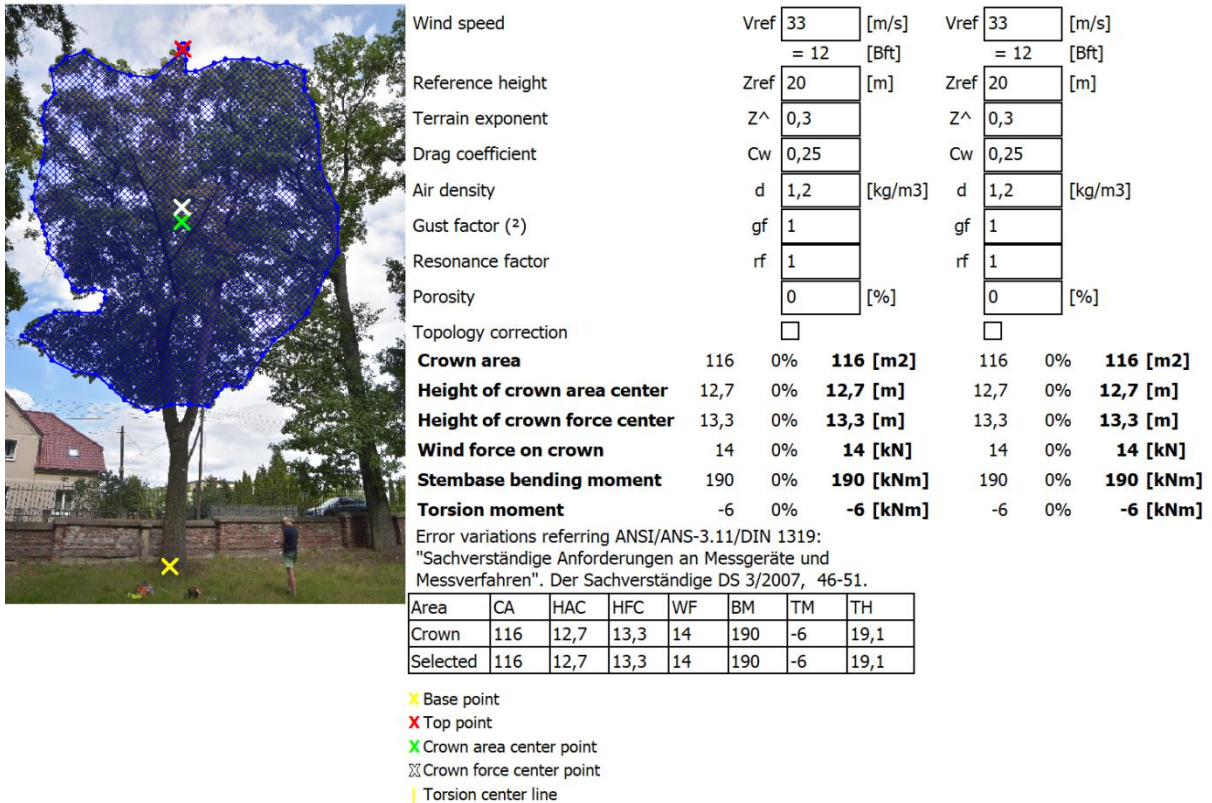 Wind speed Vref 33 [m/s] Vref 33 [m/s]
= 12 [Bft] = 12 [Bft]
Reference height Zref 20 [m] Zref 20 [m]
Terrain exponent Z^ 0,3 Z^ 0,3
Drag coefficient Cw 0,25 Cw 0,25
Air density d 1,2 [kg/m3] d 1,2 [kg/m3]
Gust factor (²) gf 1 gf 1
Resonance factor rf 1 rf 1
Porosity 0 [%] 0 [%]
Topology correction
Crown area 116 0% 116 [m2] 116 0% 116 [m2]
Height of crown area center 12,7 0% 12,7 [m] 12,7 0% 12,7 [m]
Height of crown force center 13,3 0% 13,3 [m] 13,3 0% 13,3 [m]
Wind force on crown 14 0% 14 [kN] 14 0% 14 [kN]
Stembase bending moment 190 0% 190 [kNm] 190 0% 190 [kNm]
Torsion moment -6 0% -6 [kNm] -6 0% -6 [kNm]
Error variations referring ANSI/ANS-3.11/DIN 1319:
"Sachverständige Anforderungen an Messgeräte und
Messverfahren". Der Sachverständige DS 3/2007, 46-51.
Area CA HAC HFC WF BM TM TH
Crown 116 12,7 13,3 14 190 -6 19,1
Selected 116 12,7 13,3 14 190 -6 19,1
X Base point
X Top point
X Crown area center point
X Crown force center point
| Torsion center line